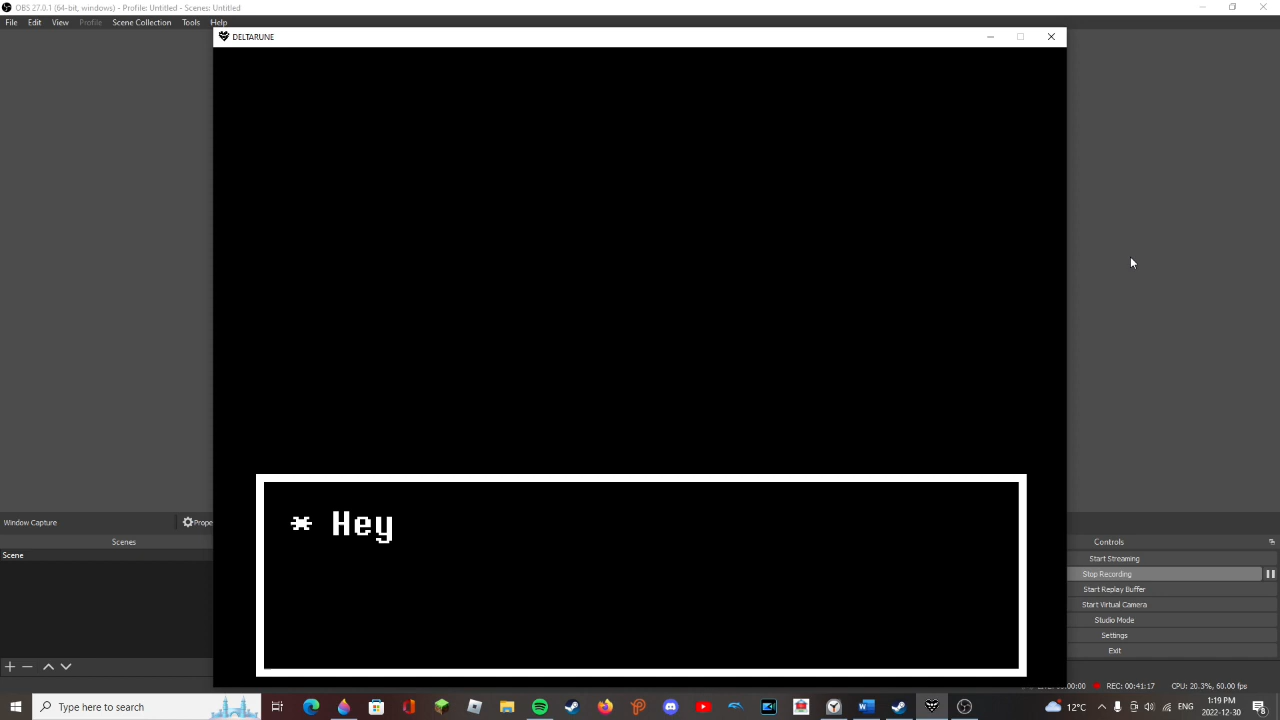 OBS 27.0.1 (64-bit, windows) - Profile: Untitled - Scenes: Untitled
File Edit View Profile Scene Collection Tools Help
DELTARUNE
* Hey
Window Capture
Prope
Scenes
Scene
Controls
Start Streaming
Stop Recording
Start Replay Buffer
Start Virtual Camera
Studio Mode
Settings
Exit
REC: 00:41:17 CPU: 20.3%, 60.00 fps
Type here to search
12°C
ENG
1:19 PM
2022-12-30
8